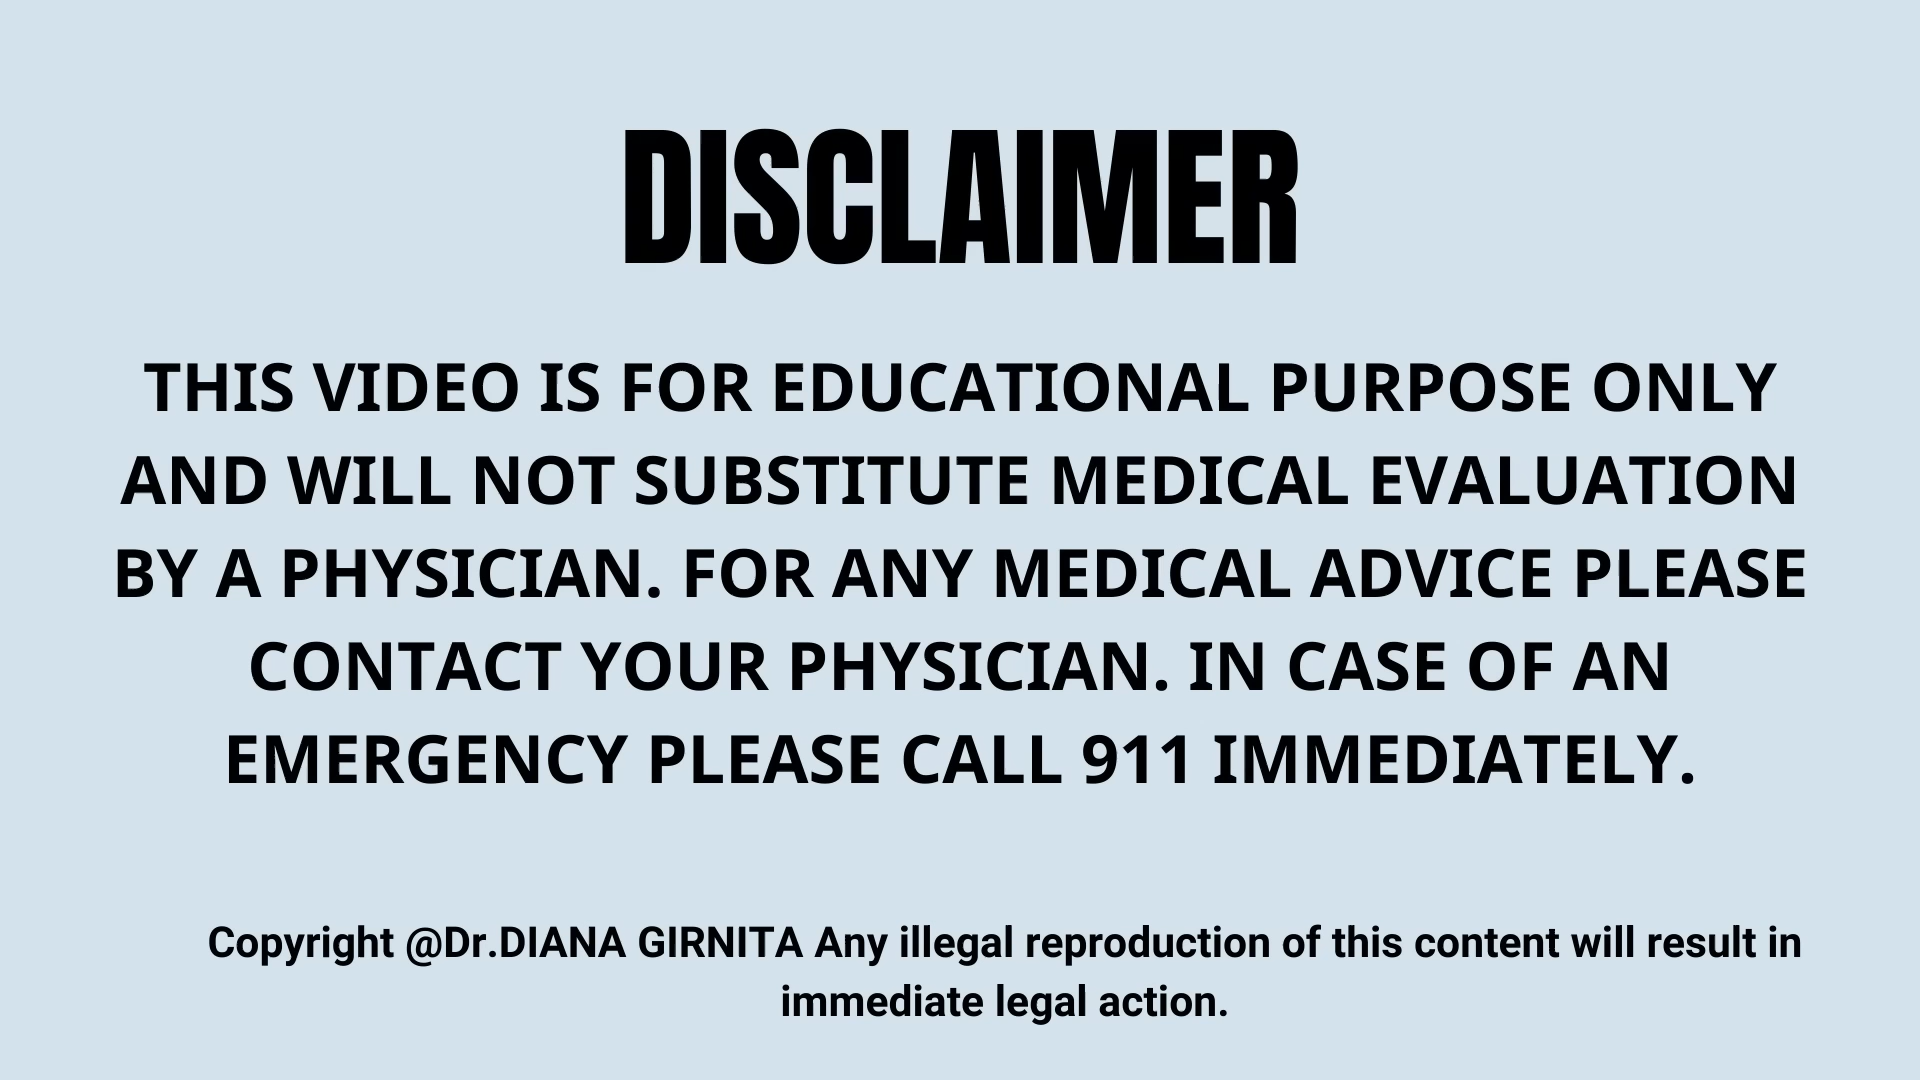 DISCLAIMER
THIS VIDEO IS FOR EDUCATIONAL PURPOSE ONLY
AND WILL NOT SUBSTITUTE MEDICAL EVALUATION
BY A PHYSICIAN. FOR ANY MEDICAL ADVICE PLEASE
CONTACT YOUR PHYSICIAN. IN CASE OF AN
EMERGENCY PLEASE CALL 911 IMMEDIATELY.
Copyright @Dr.DIANA GIRNITA Any illegal reproduction of this content will result in
immediate legal action.